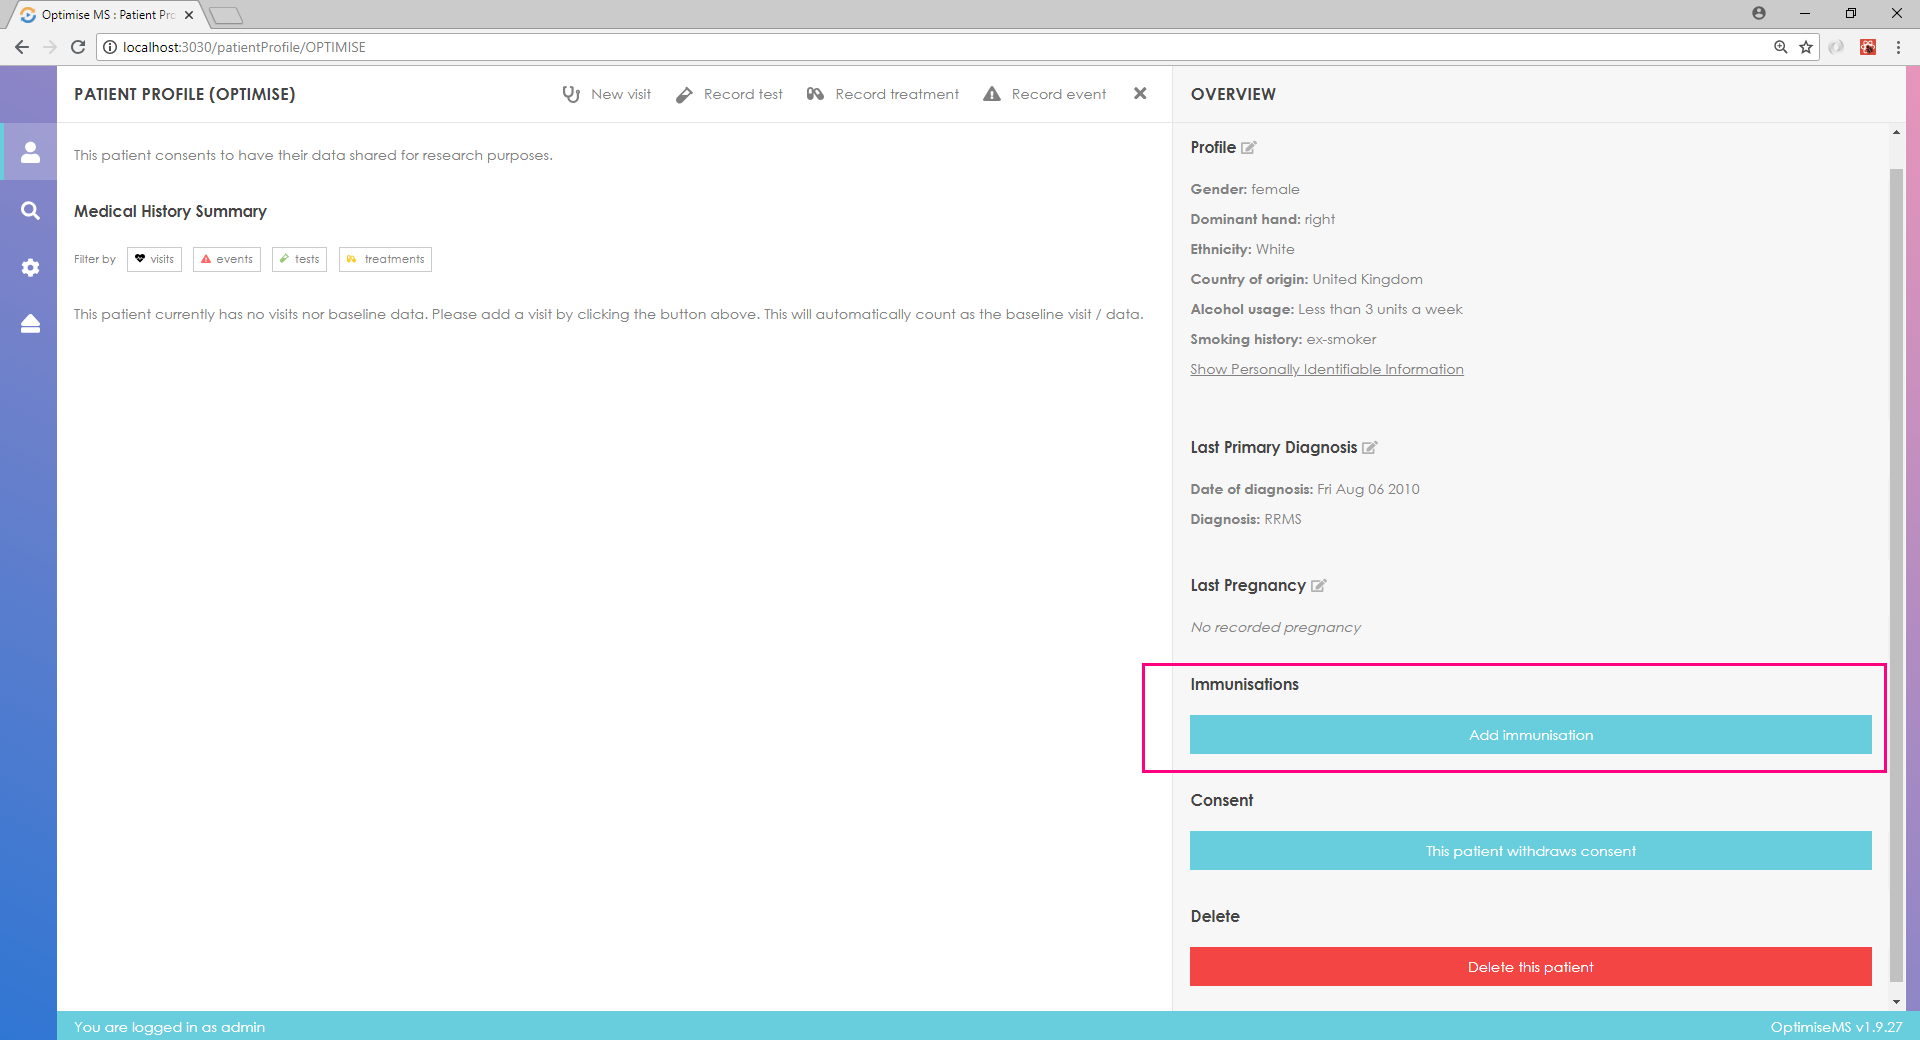 Optimise MS : Patient Pro
localhost:3030/patientProfile/OPTIMISE
PATIENT PROFILE (OPTIMISE)
New visit
Record test
Record treatment
Record event
This patient consents to have their data shared for research purposes.
Medical History Summary
Filter by
visits
events
tests
treatments
This patient currently has no visits nor baseline data. Please add a visit by clicking the button above. This will automatically count as the baseline visit / data.
OVERVIEW
Profile
Gender: female
Dominant hand: right
Ethnicity: White
Country of origin: United Kingdom
Alcohol usage: Less than 3 units a week
Smoking history: ex-smoker
Show Personally Identifiable Information
Last Primary Diagnosis
Date of diagnosis: Fri Aug 06 2010
Diagnosis: RRMS
Last Pregnancy
No recorded pregnancy
Immunisations
Add immunisation
Consent
This patient withdraws consent
Delete
Delete this patient
You are logged in as admin
OptimiseMS v1.9.27